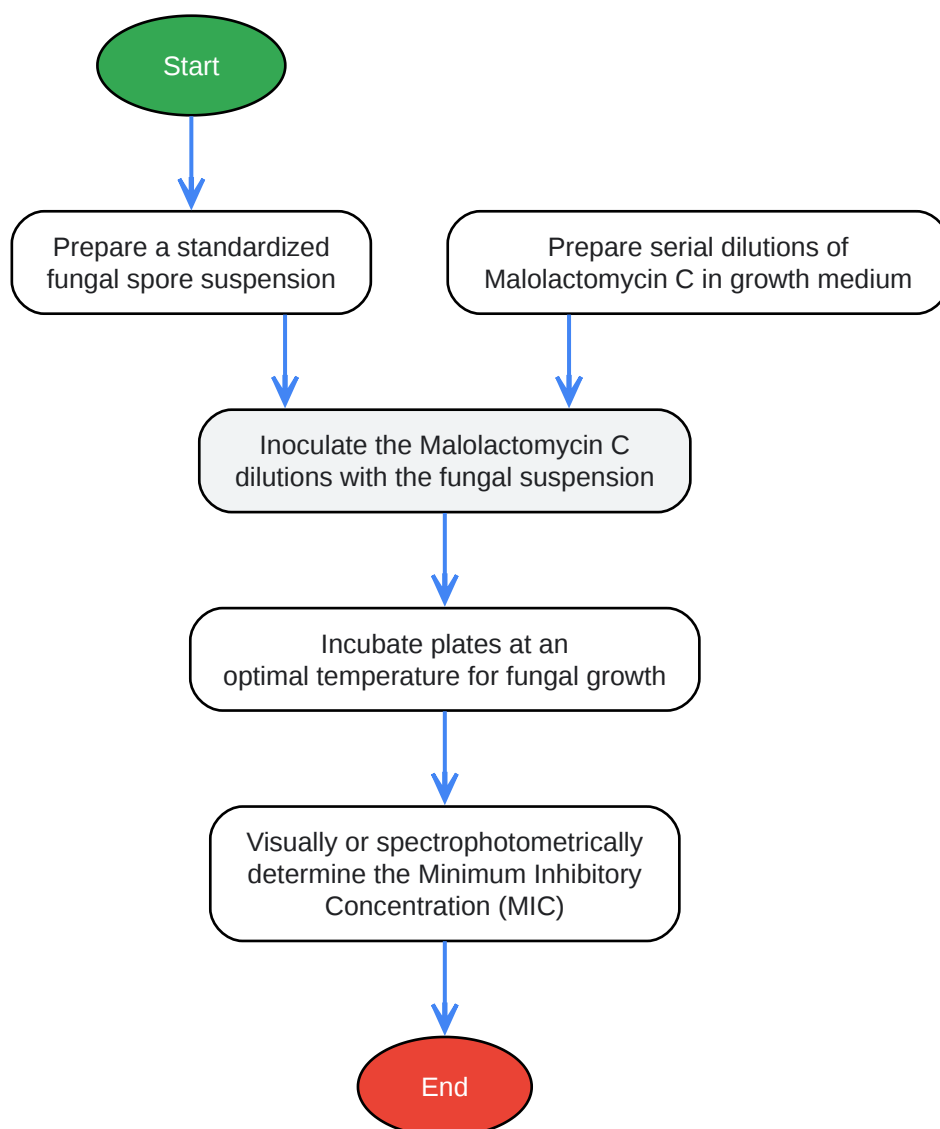 Start
Prepare a standardized
fungal spore suspension
Prepare serial dilutions of
Malolactomycin C in growth medium
Inoculate the Malolactomycin C
dilutions with the fungal suspension
Incubate plates at an
optimal temperature for fungal growth
Visually or spectrophotometrically
determine the Minimum Inhibitory
Concentration (MIC)
End